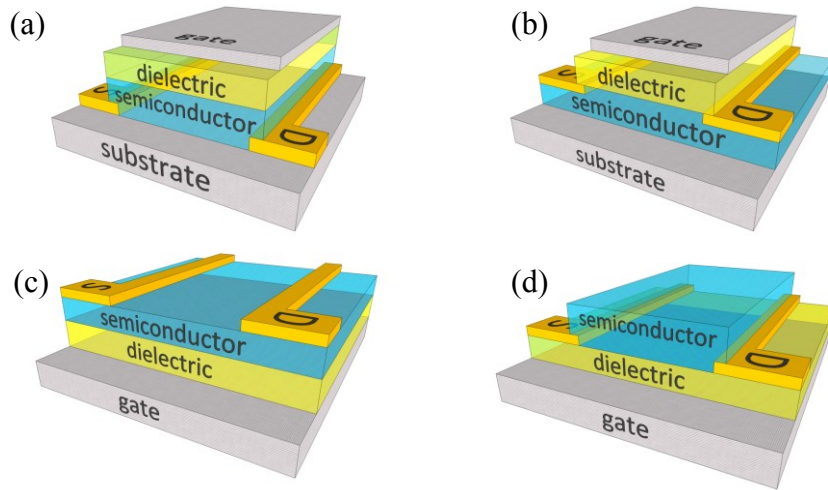 (a)
gate
dielectric
S
semiconductor
D
substrate
(b)
gate
S
dielectric
D
semiconductor
substrate
(c)
S
D
semiconductor
dielectric
gate
(d)
S
semiconductor
D
dielectric
gate